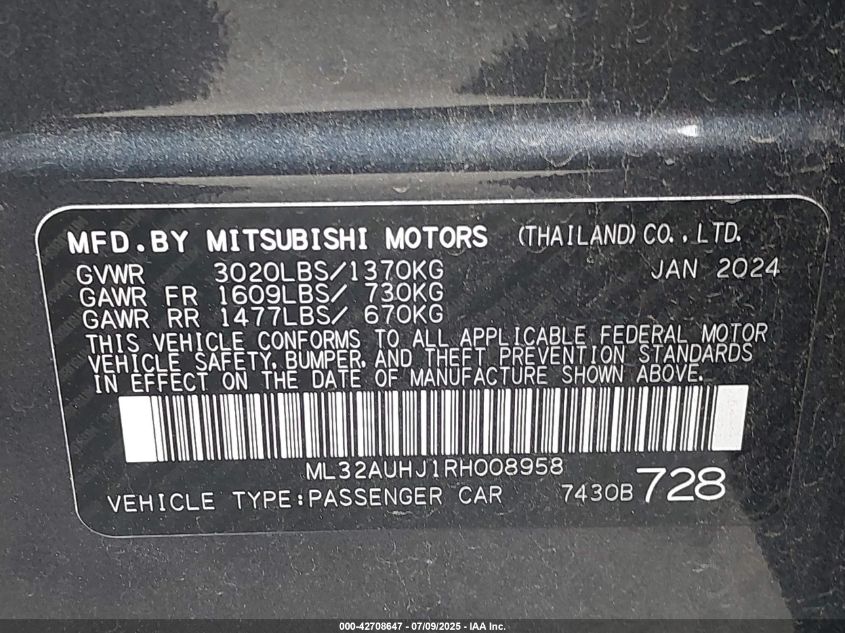 MFD.BY MITSUBISHI MOTORS (THAILAND) CO., LTD.
GVWR 3020LBS/1370KG JAN 2024
GAWR FR 1609LBS/ 730KG
GAWR RR 1477LBS/ 670KG
THIS VEHICLE CONFORMS TO ALL APPLICABLE FEDERAL MOTOR
VEHICLE SAFETY, BUMPER, AND THEFT PREVENTION STANDARDS
IN EFFECT ON THE DATE OF MANUFACTURE SHOWN ABOVE.
ML32AUHJ1RH008958
VEHICLE TYPE:PASSENGER CAR 7430B 728
000-42708647 / 07/09/2025 - IAA Inc.